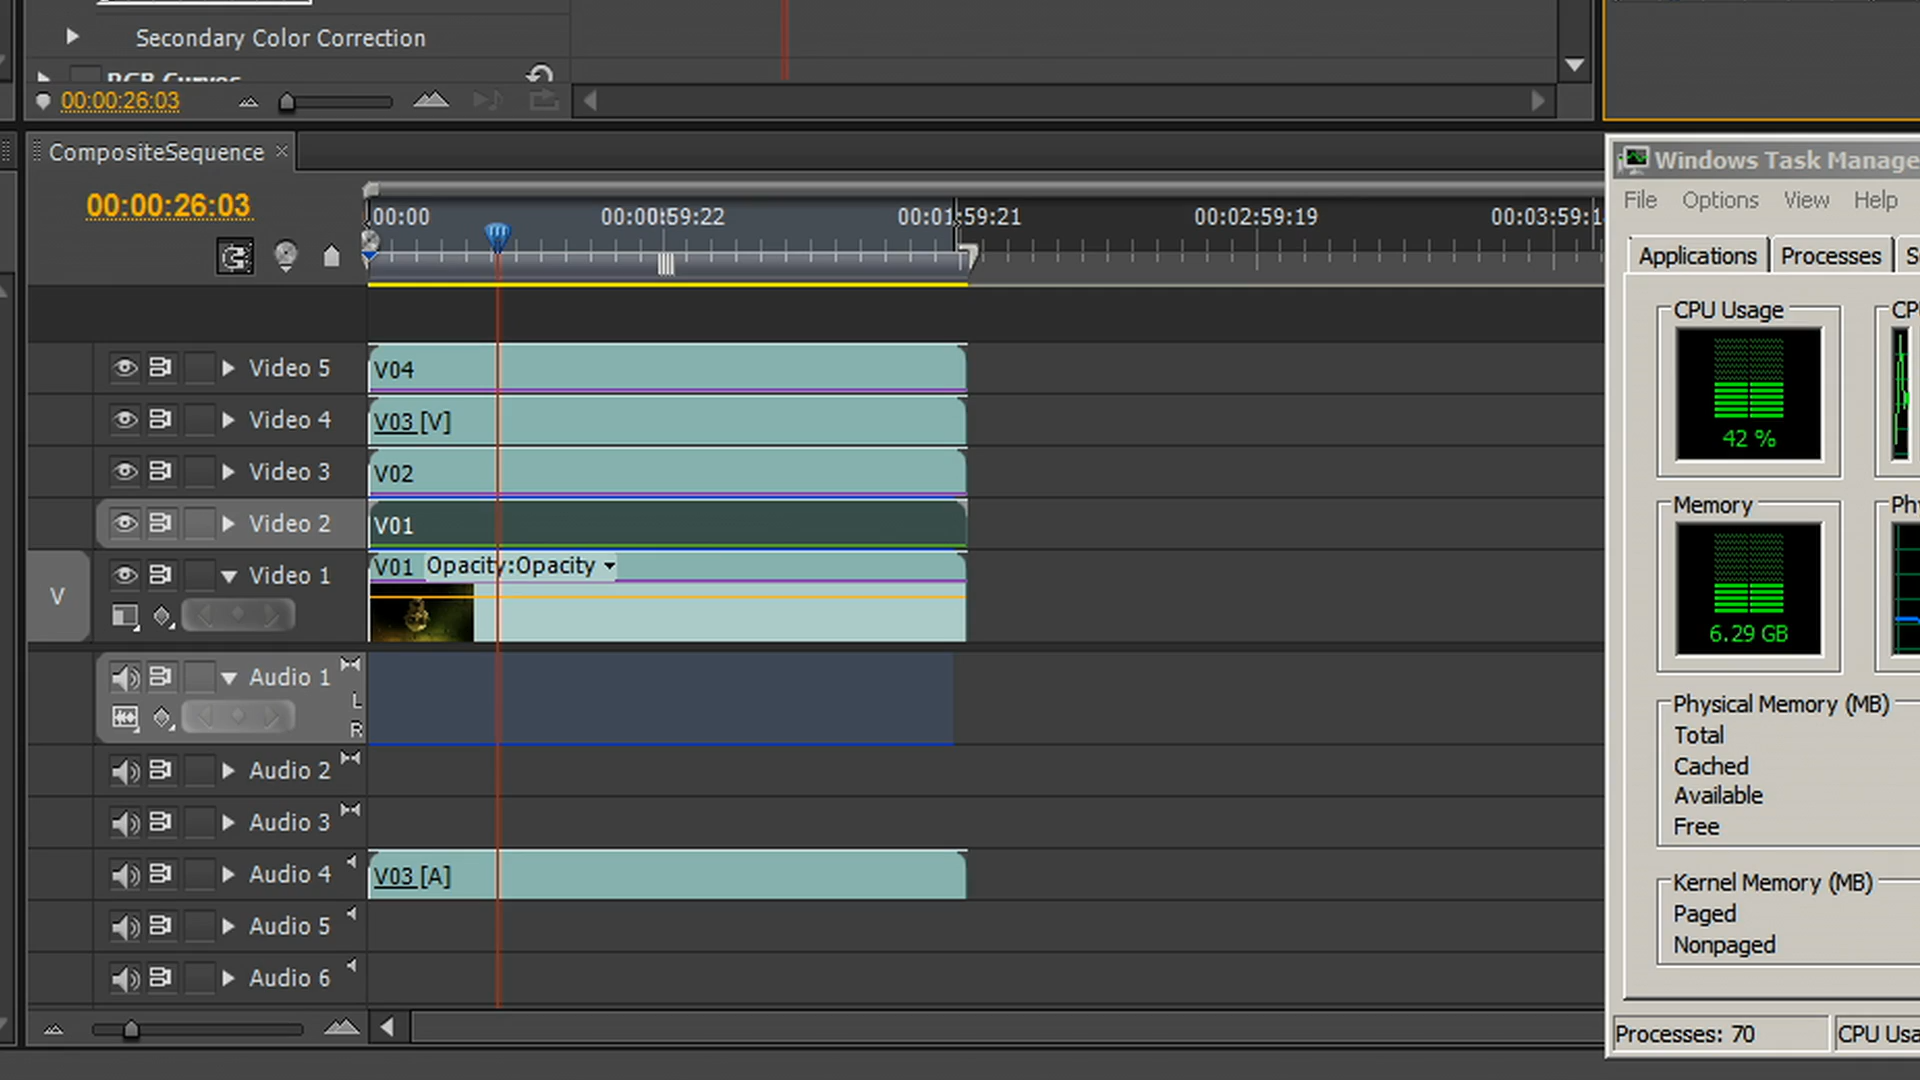 Secondary Color Correction
RGB Curves
00:00:26:03
CompositeSequence
00:00:26:03
00:00
00:00:59:22
00:01:59:21
00:02:59:19
00:03:59:1
Video 5
V04
Video 4
V03 [V]
Video 3
V02
Video 2
V01
V
Video 1
V01 Opacity:Opacity
Audio 1
L
R
Audio 2
Audio 3
Audio 4
V03 [A]
Audio 5
Audio 6
Windows Task Manage
File Options View Help
Applications Processes S
CPU Usage
CP
42 %
Memory
Phy
6.29 GB
Physical Memory (MB)
Total
Cached
Available
Free
Kernel Memory (MB)
Paged
Nonpaged
Processes: 70
CPU Usa